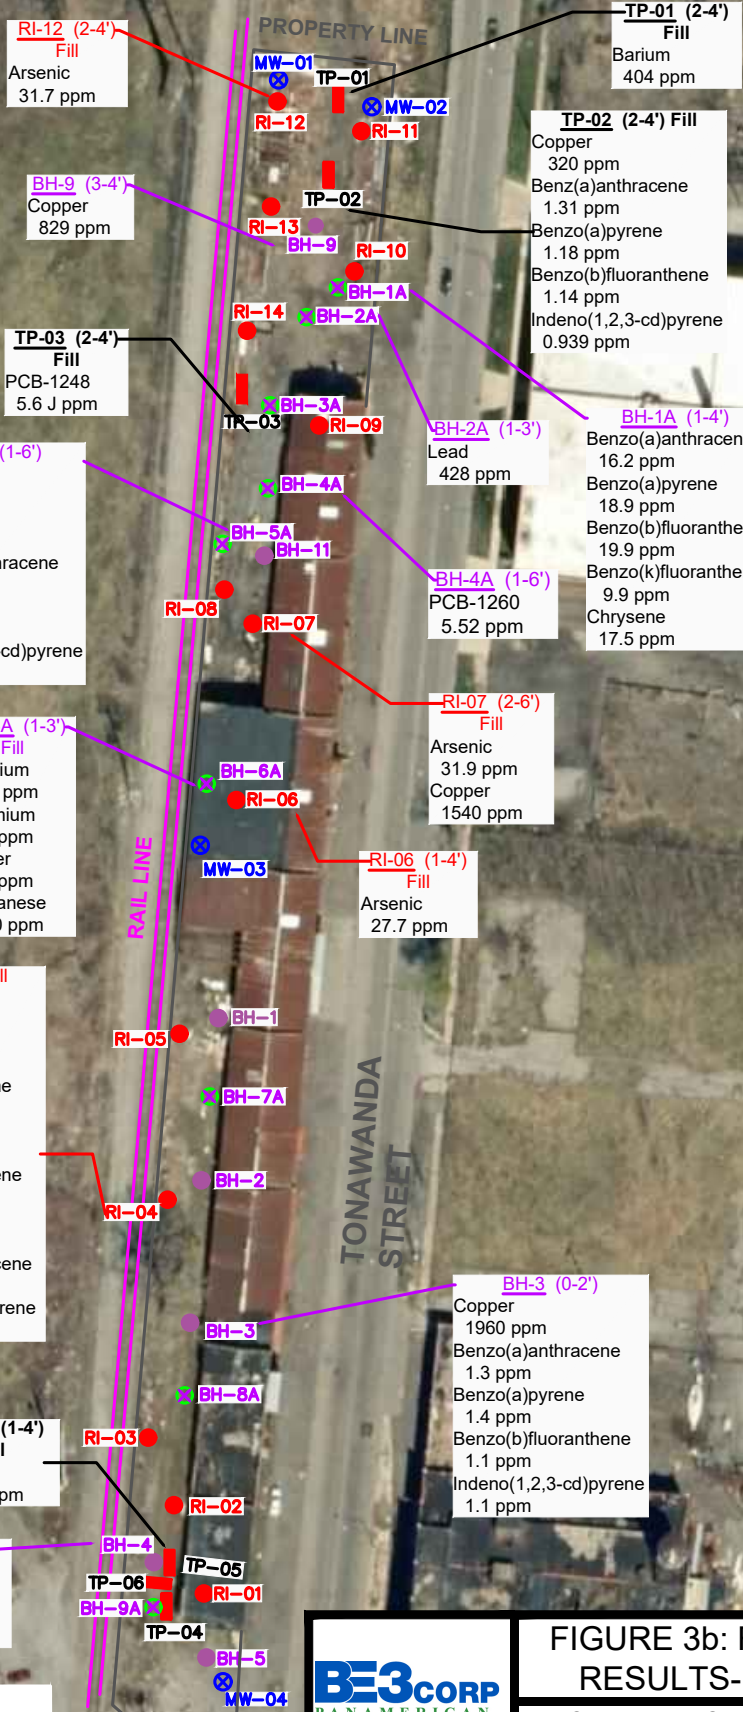 PROPERTY LINE
RI-12 (2-4')
Fill
Arsenic
31.7 ppm
TP-01 (2-4')
Fill
Barium
404 ppm
MW-01
TP-01
MW-02
RI-12
RI-11
TP-02 (2-4') Fill
Copper
320 ppm
Benz(a)anthracene
1.31 ppm
Benzo(a)pyrene
1.18 ppm
Benzo(b)fluoranthene
1.14 ppm
Indeno(1,2,3-cd)pyrene
0.939 ppm
BH-9 (3-4')
Copper
829 ppm
TP-02
RI-13
BH-9
RI-10
BH-1A
BH-2A
RI-14
TP-03 (2-4')
Fill
PCB-1248
5.6 J ppm
BH-3A
TP-03
RI-09
BH-2A (1-3')
Lead
428 ppm
BH-1A (1-4')
Benzo(a)anthracen
16.2 ppm
Benzo(a)pyrene
18.9 ppm
Benzo(b)fluoranthe
19.9 ppm
Benzo(k)fluoranthe
9.9 ppm
Chrysene
17.5 ppm
(1-6')
racene
cd)pyrene
BH-4A
BH-5A
BH-11
BH-4A (1-6')
PCB-1260
5.52 ppm
RI-08
RI-07
RI-07 (2-6')
Fill
Arsenic
31.9 ppm
Copper
1540 ppm
A (1-3')
Fill
ium
ppm
nium
ppm
er
ppm
anese
ppm
BH-6A
RI-06
MW-03
RAIL LINE
RI-06 (1-4')
Fill
Arsenic
27.7 ppm
ll
ne
ene
cene
rene
BH-1
RI-05
BH-7A
BH-2
RI-04
TONAWANDA
STREET
BH-3 (0-2')
Copper
1960 ppm
Benzo(a)anthracene
1.3 ppm
Benzo(a)pyrene
1.4 ppm
Benzo(b)fluoranthene
1.1 ppm
Indeno(1,2,3-cd)pyrene
1.1 ppm
BH-3
BH-8A
(1-4')
l
pm
RI-03
RI-02
BH-4
TP-05
TP-06
RI-01
BH-9A
TP-04
BH-5
MW-04
BE3CORP
PANAMERICAN
FIGURE 3b:
RESULTS-